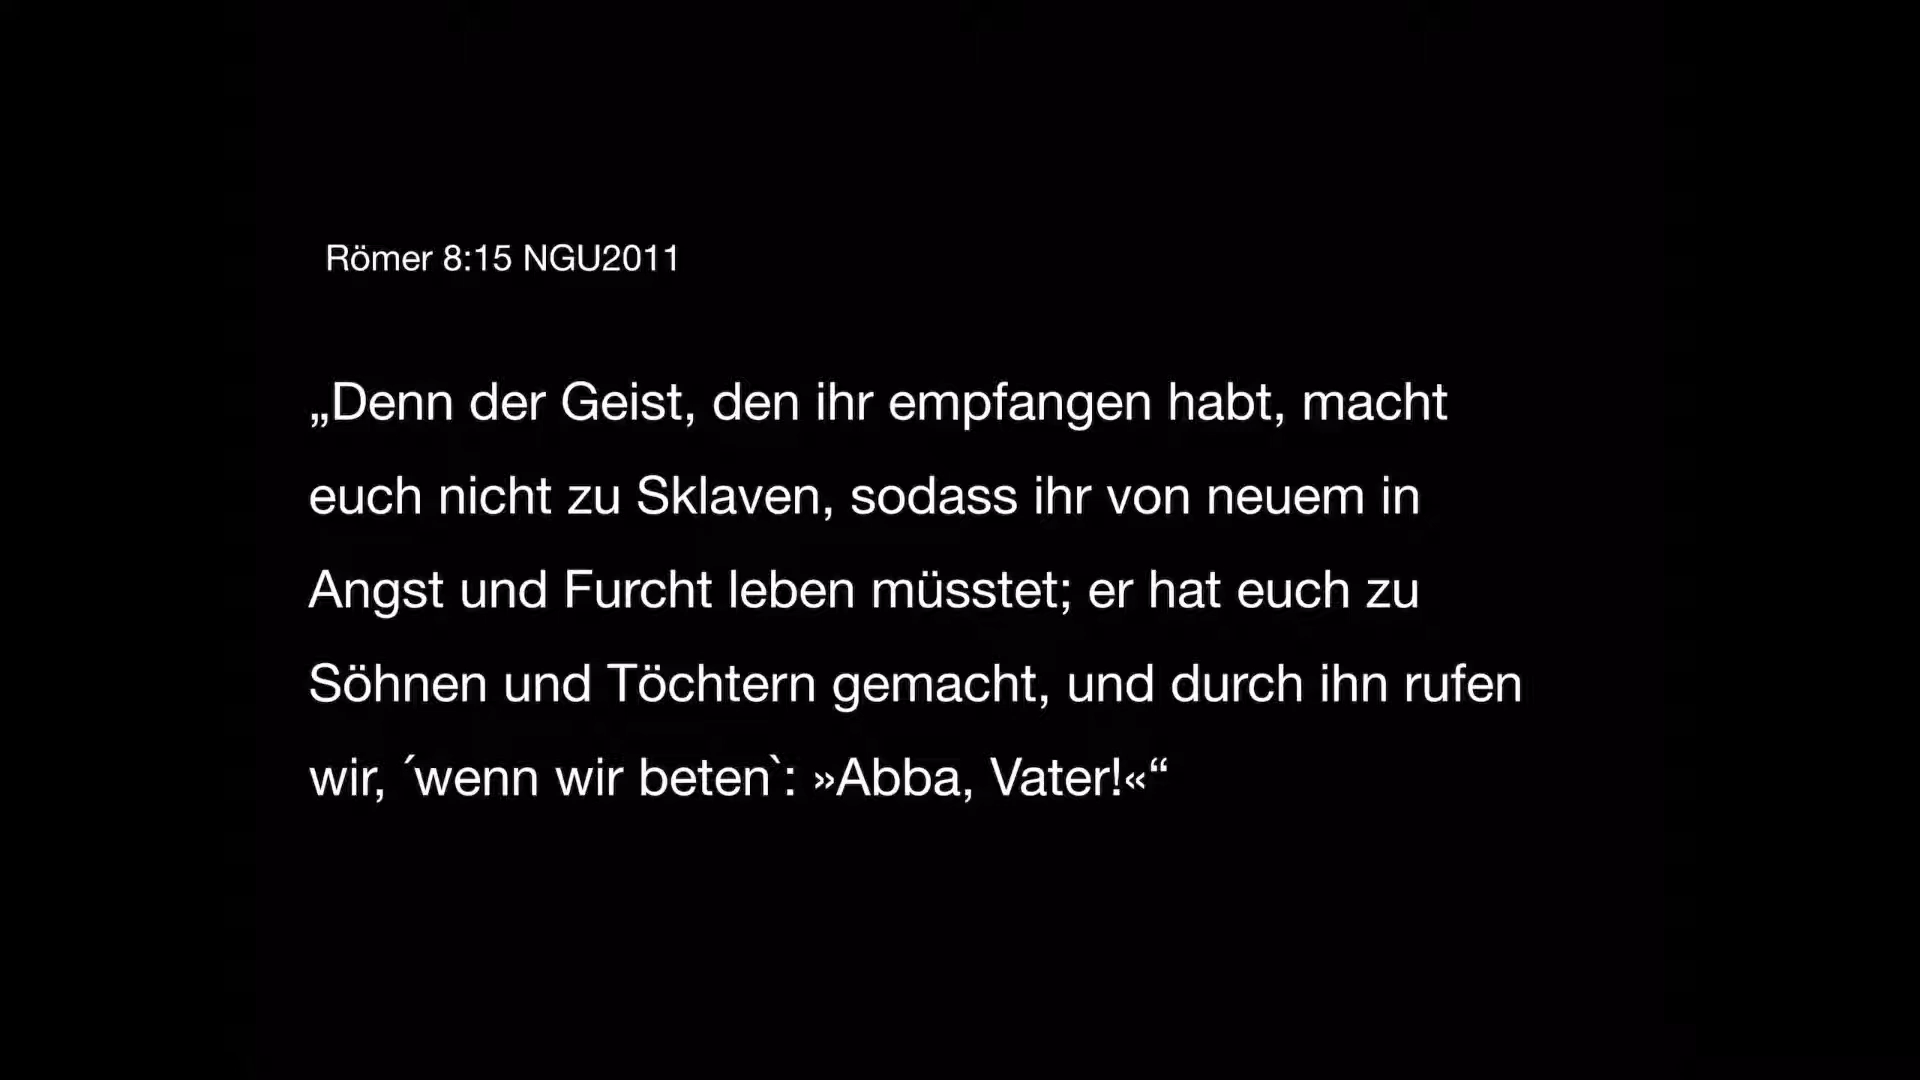 Römer 8:15 NGU2011
„Denn der Geist, den ihr empfangen habt, macht
euch nicht zu Sklaven, sodass ihr von neuem in
Angst und Furcht leben müsstet; er hat euch zu
Söhnen und Töchtern gemacht, und durch ihn rufen
wir, ´wenn wir beten`: »Abba, Vater!«“